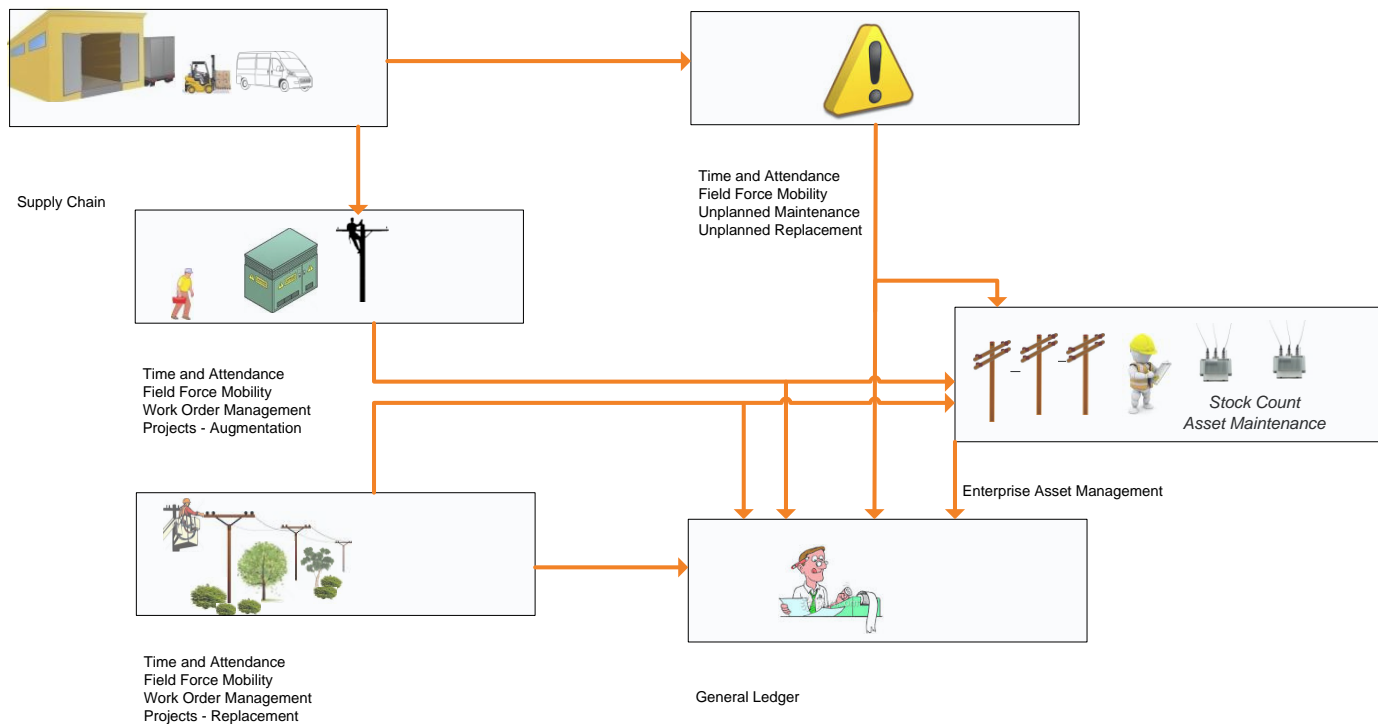 Supply Chain
Time and Attendance
Field Force Mobility
Unplanned Maintenance
Unplanned Replacement
Time and Attendance
Field Force Mobility
Work Order Management
Projects - Augmentation
Stock Count
Asset Maintenance
Enterprise Asset Management
Time and Attendance
Field Force Mobility
Work Order Management
Projects - Replacement
General Ledger